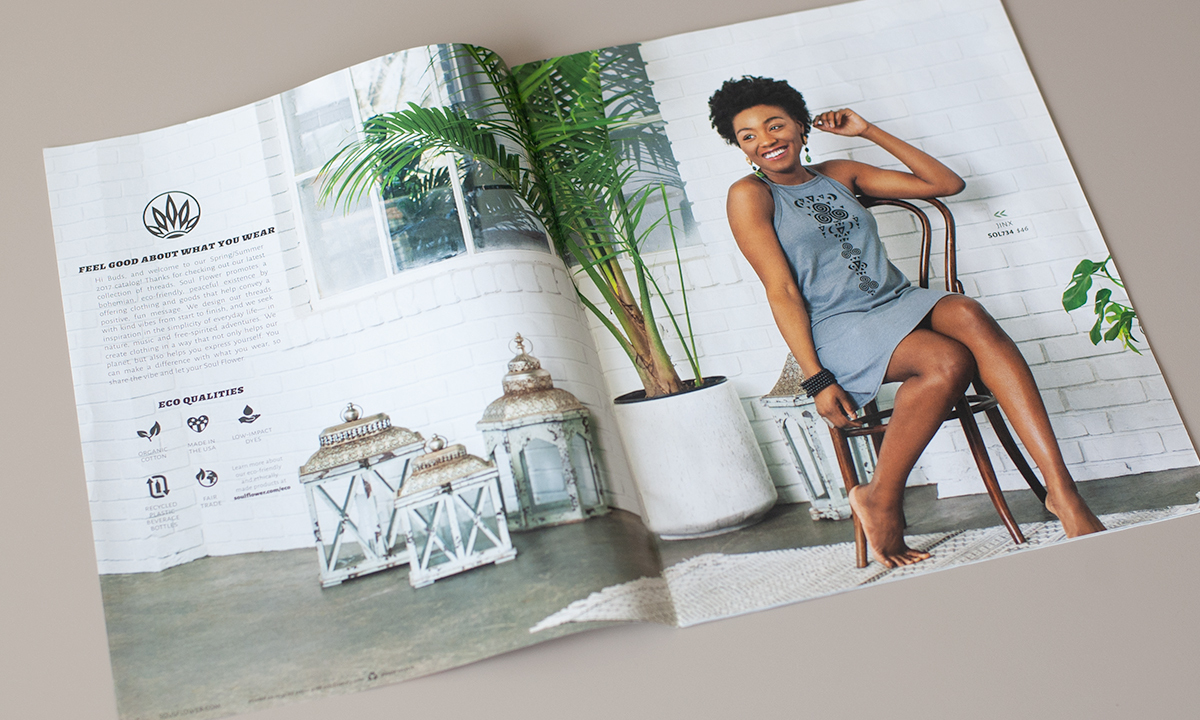 FEEL GOOD ABOUT WHAT YOU WEAR
Hi Buds, and welcome to our Spring/Summer
2017 catalog! Thanks for checking out our latest
collection of threads. Soul Flower promotes a
bohemian, eco-friendly, peaceful existence by
offering clothing and goods that help convey a
positive, fun message. We design our threads
with kind vibes from start to finish, and we seek
inspiration in the simplicity of everyday life—in
nature, music and free-spirited adventures. We
create clothing in a way that not only helps our
planet, but also helps you express yourself. You
can make a difference with what you wear, so
share the vibe and let your Soul Flower.
ECO QUALITIES
ORGANIC
COTTON
MADE IN
THE USA
LOW-IMPACT
DYES
RECYCLED
PLASTIC
BEVERAGE
BOTTLES
FAIR
TRADE
Learn more about
our eco-friendly
and ethically
made products at
soulflower.com/eco
JINX
SOL734 $46